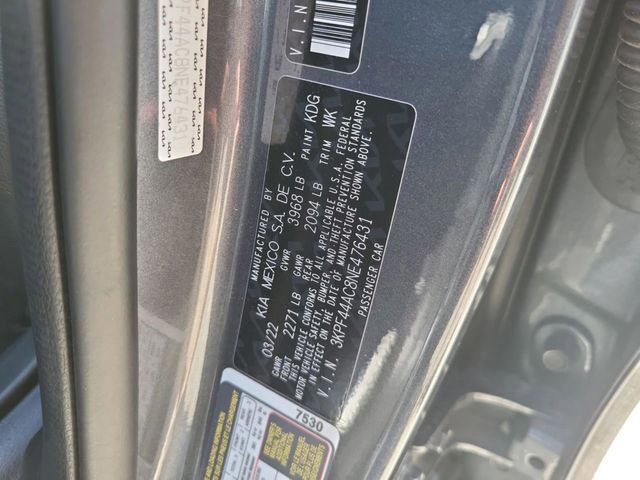 V.I.N
MANUFACTURED BY
KIA MEXICO S.A. DE C.V.
03/22 GVWR 3968 LB PAINT KDG
GAWR FRONT 2271 LB GAWR REAR 2094 LB TRIM WK
THIS VEHICLE CONFORMS TO ALL APPLICABLE U.S.A. FEDERAL
MOTOR VEHICLE SAFETY, BUMPER, AND THEFT PREVENTION STANDARDS
IN EFFECT ON THE DATE OF MANUFACTURE SHOWN ABOVE.
V.I.N. 3KPF44AC8NE476431
PASSENGER CAR
7530